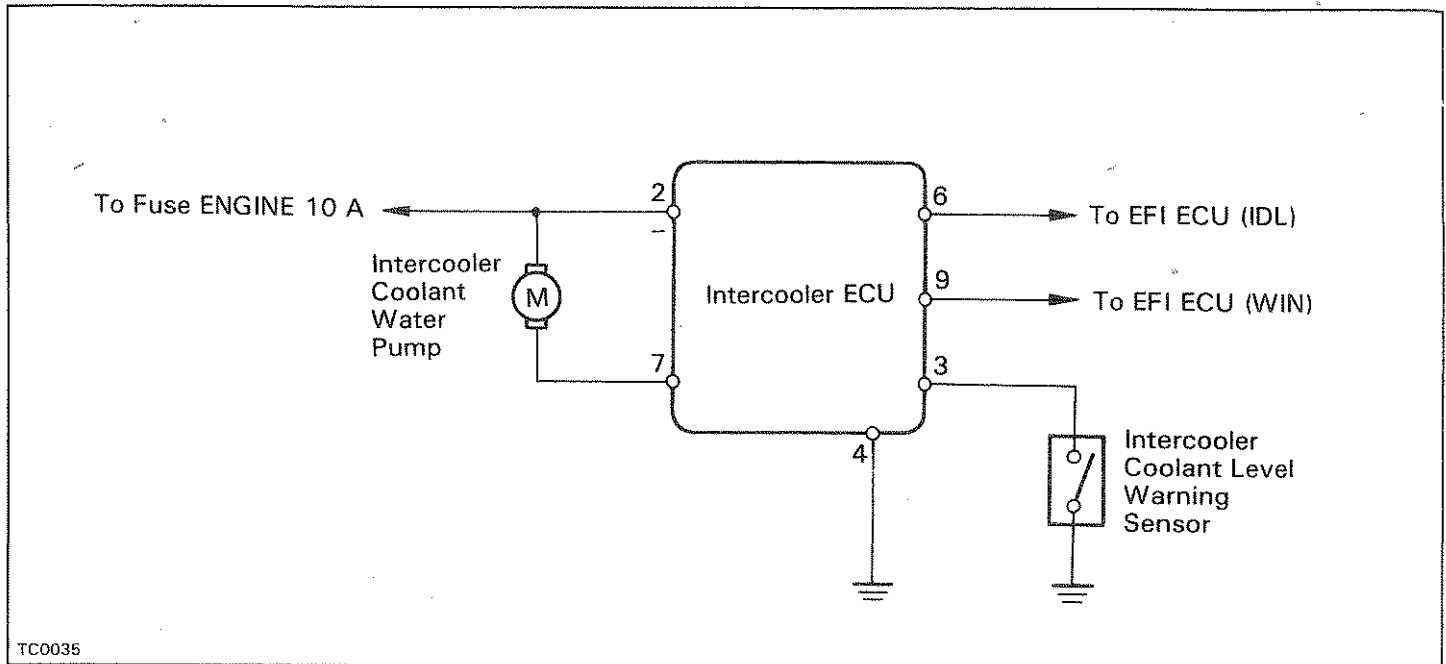 To Fuse ENGINE 10 A
2
6
To EFI ECU (IDL)
Intercooler
Coolant
Water
Pump
M
Intercooler ECU
9
To EFI ECU (WIN)
7
3
4
Intercooler
Coolant Level
Warning
Sensor
TC0035